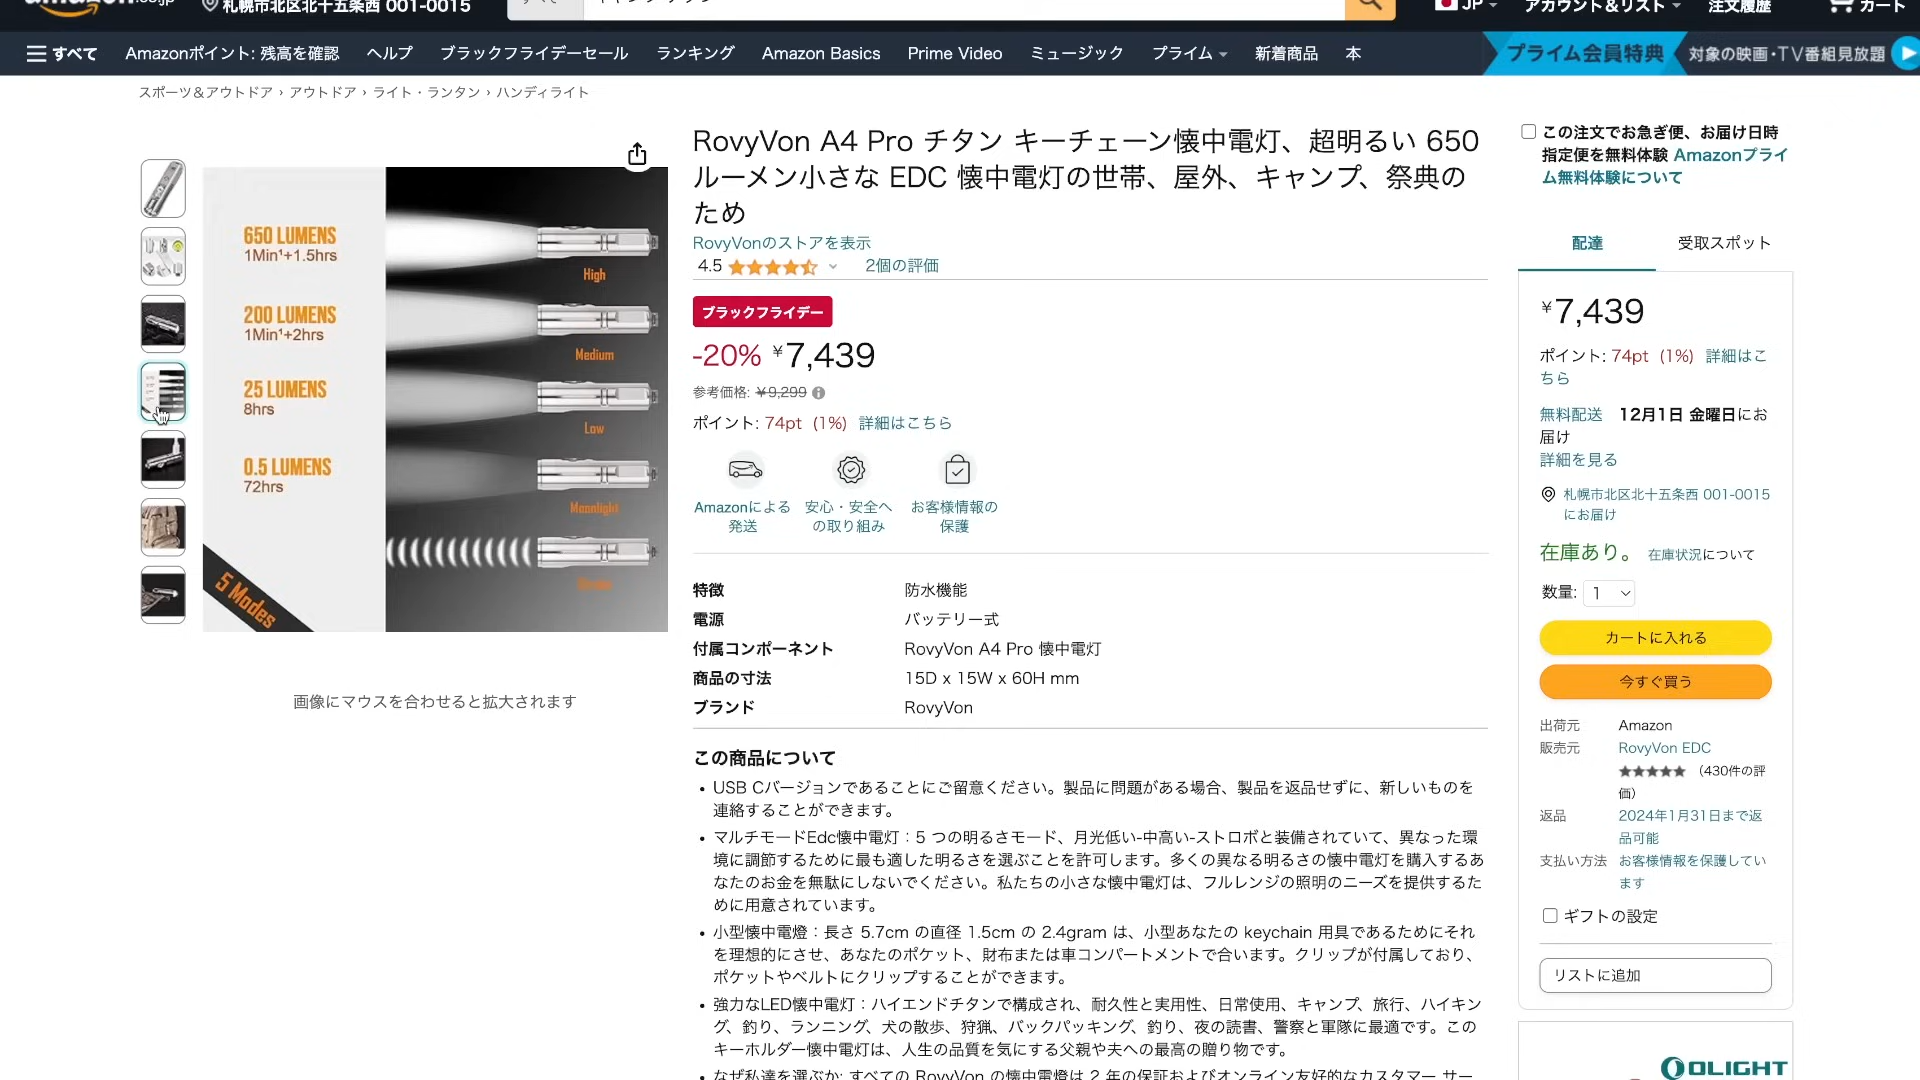 札幌市北区北十五条西 001-0015
JP
アカウント&リスト
注文履歴
カート
すべて
Amazonポイント: 残高を確認
ヘルプ
ブラックフライデーセール
ランキング
Amazon Basics
Prime Video
ミュージック
プライム
新着商品
本
プライム会員特典
対象の映画・TV番組見放題
スポーツ＆アウトドア › アウトドア › ライト・ランタン › ハンディライト
650 LUMENS
1Min¹+1.5hrs
High
200 LUMENS
1Min¹+2hrs
Medium
25 LUMENS
8hrs
Low
0.5 LUMENS
72hrs
Moonlight
5 Modes
画像にマウスを合わせると拡大されます
RovyVon A4 Pro チタン キーチェーン懐中電灯、超明るい 650
ルーメン小さな EDC 懐中電灯の世帯、屋外、キャンプ、祭典の
ため
RovyVonのストアを表示
4.5
2個の評価
ブラックフライデー
-20% ¥7,439
参考価格: ¥9,299
ポイント: 74pt (1%) 詳細はこちら
Amazonによる
発送
安心・安全へ
の取り組み
お客様情報の
保護
特徴 防水機能
電源 バッテリー式
付属コンポーネント RovyVon A4 Pro 懐中電灯
商品の寸法 15D x 15W x 60H mm
ブランド RovyVon
この商品について
• USB Cバージョンであることにご留意ください。製品に問題がある場合、製品を返品せずに、新しいものを
連絡することができます。
• マルチモードEdc懐中電灯：5 つの明るさモード、月光低い-中高い-ストロボと装備されていて、異なった環
境に調節するために最も適した明るさを選ぶことを許可します。多くの異なる明るさの懐中電灯を購入するあ
なたのお金を無駄にしないでください。私たちの小さな懐中電灯は、フルレンジの照明のニーズを提供するた
めに用意されています。
• 小型懐中電燈：長さ 5.7cm の直径 1.5cm の 2.4gram は、小型あなたの keychain 用具であるためにそれ
を理想的にさせ、あなたのポケット、財布または車コンパートメントで合います。クリップが付属しており、
ポケットやベルトにクリップすることができます。
• 強力なLED懐中電灯：ハイエンドチタンで構成され、耐久性と実用性、日常使用、キャンプ、旅行、ハイキン
グ、釣り、ランニング、犬の散歩、狩猟、バックパッキング、釣り、夜の読書、警察と軍隊に最適です。この
キーホルダー懐中電灯は、人生の品質を気にする父親や夫への最高の贈り物です。
• なぜ私達を選ぶか: すべての RovyVon の懐中電燈は 2 年の保証およびオンライン友好的なカスタマー サー
この注文でお急ぎ便、お届け日時
指定便を無料体験 Amazonプライ
ム無料体験について
配達
受取スポット
¥7,439
ポイント: 74pt (1%) 詳細はこ
ちら
無料配送 12月1日 金曜日にお
届け
詳細を見る
札幌市北区北十五条西 001-0015
にお届け
在庫あり。 在庫状況について
数量: 1
カートに入れる
今すぐ買う
出荷元 Amazon
販売元 RovyVon EDC
（430件の評
価）
返品 2024年1月31日まで返
品可能
支払い方法 お客様情報を保護してい
ます
ギフトの設定
リストに追加
OLIGHT